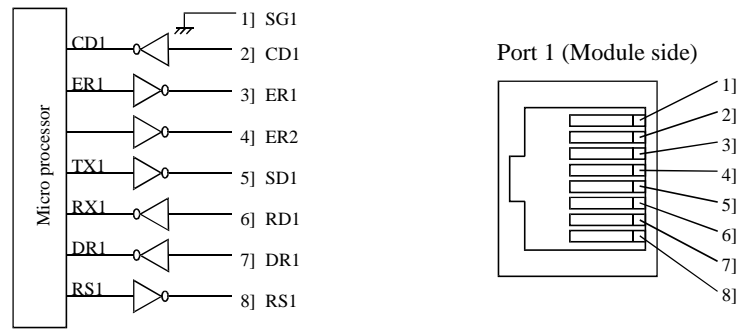 1] SG1
CD1 2] CD1
ER1 3] ER1
4] ER2
TX1 5] SD1
RX1 6] RD1
DR1 7] DR1
RS1 8] RS1
Micro processor
Port 1 (Module side)
1]
2]
3]
4]
5]
6]
7]
8]